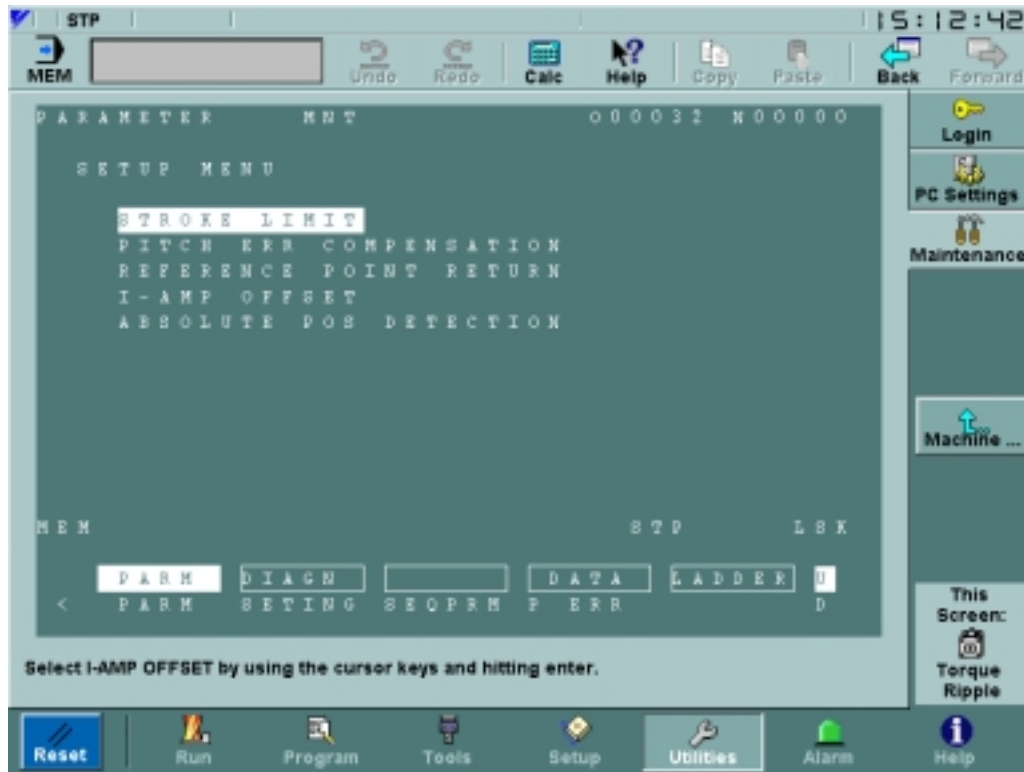 STP 15:12:42
MEM Undo Redo Calc Help Copy Paste Back Forward
PARAMETER MNT O00032 N00000
Login
SETUP MENU
PC Settings
STROKE LIMIT
PITCH ERR COMPENSATION
Maintenance
REFERENCE POINT RETURN
I-AMP OFFSET
ABSOLUTE POS DETECTION
Machine ...
MEM STP LSK
PARM DIAGN DATA LADDER U
< PARM SETING SEQPRM P ERR D
This
Screen:
Torque
Ripple
Select I-AMP OFFSET by using the cursor keys and hitting enter.
Reset Run Program Tools Setup Utilities Alarm Help